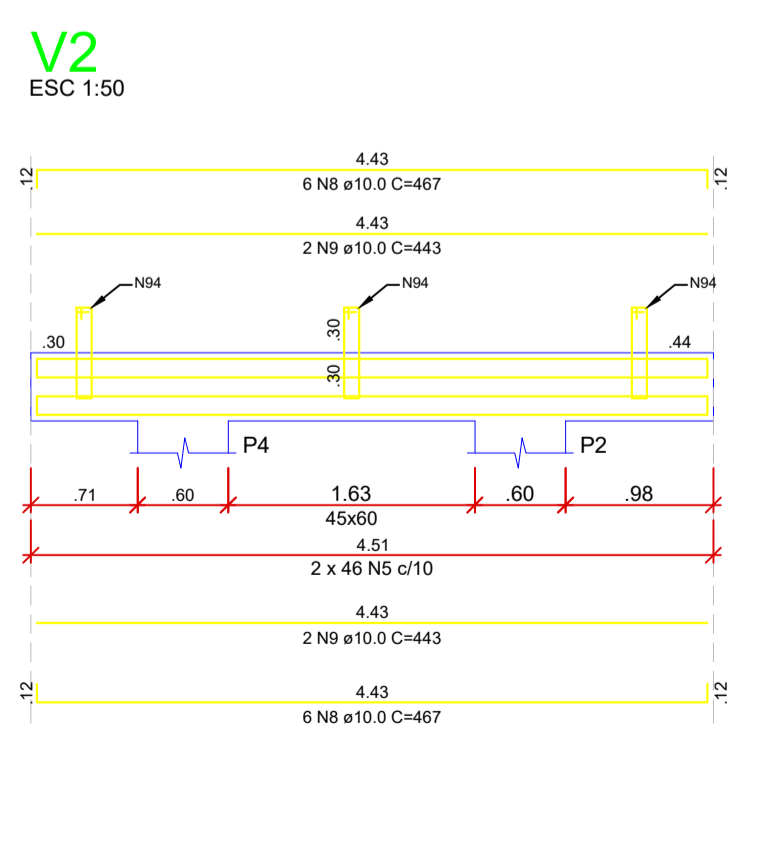 V2
ESC 1:50
4.43
.12
.12
6 N8 ø10.0 C=467
4.43
2 N9 ø10.0 C=443
N94
N94
N94
.30
.30
.44
.30
P4
P2
.71
.60
1.63
.60
.98
45x60
4.51
2 x 46 N5 c/10
4.43
2 N9 ø10.0 C=443
4.43
.12
.12
6 N8 ø10.0 C=467